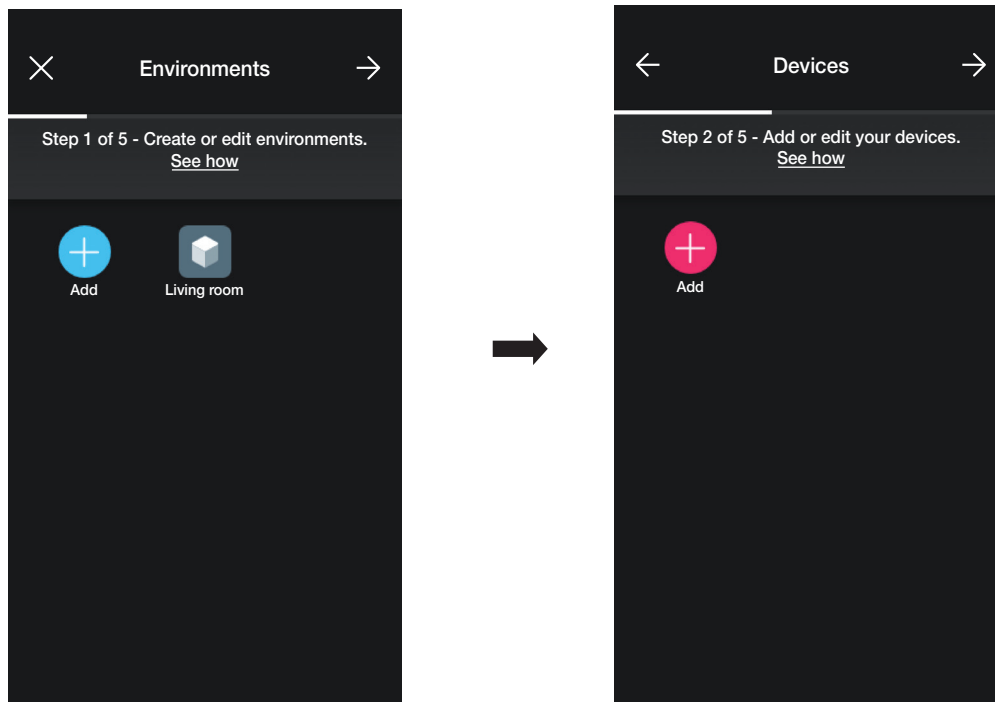 Environments
Step 1 of 5 - Create or edit environments.
See how
Add
Living room
Devices
Step 2 of 5 - Add or edit your devices.
See how
Add